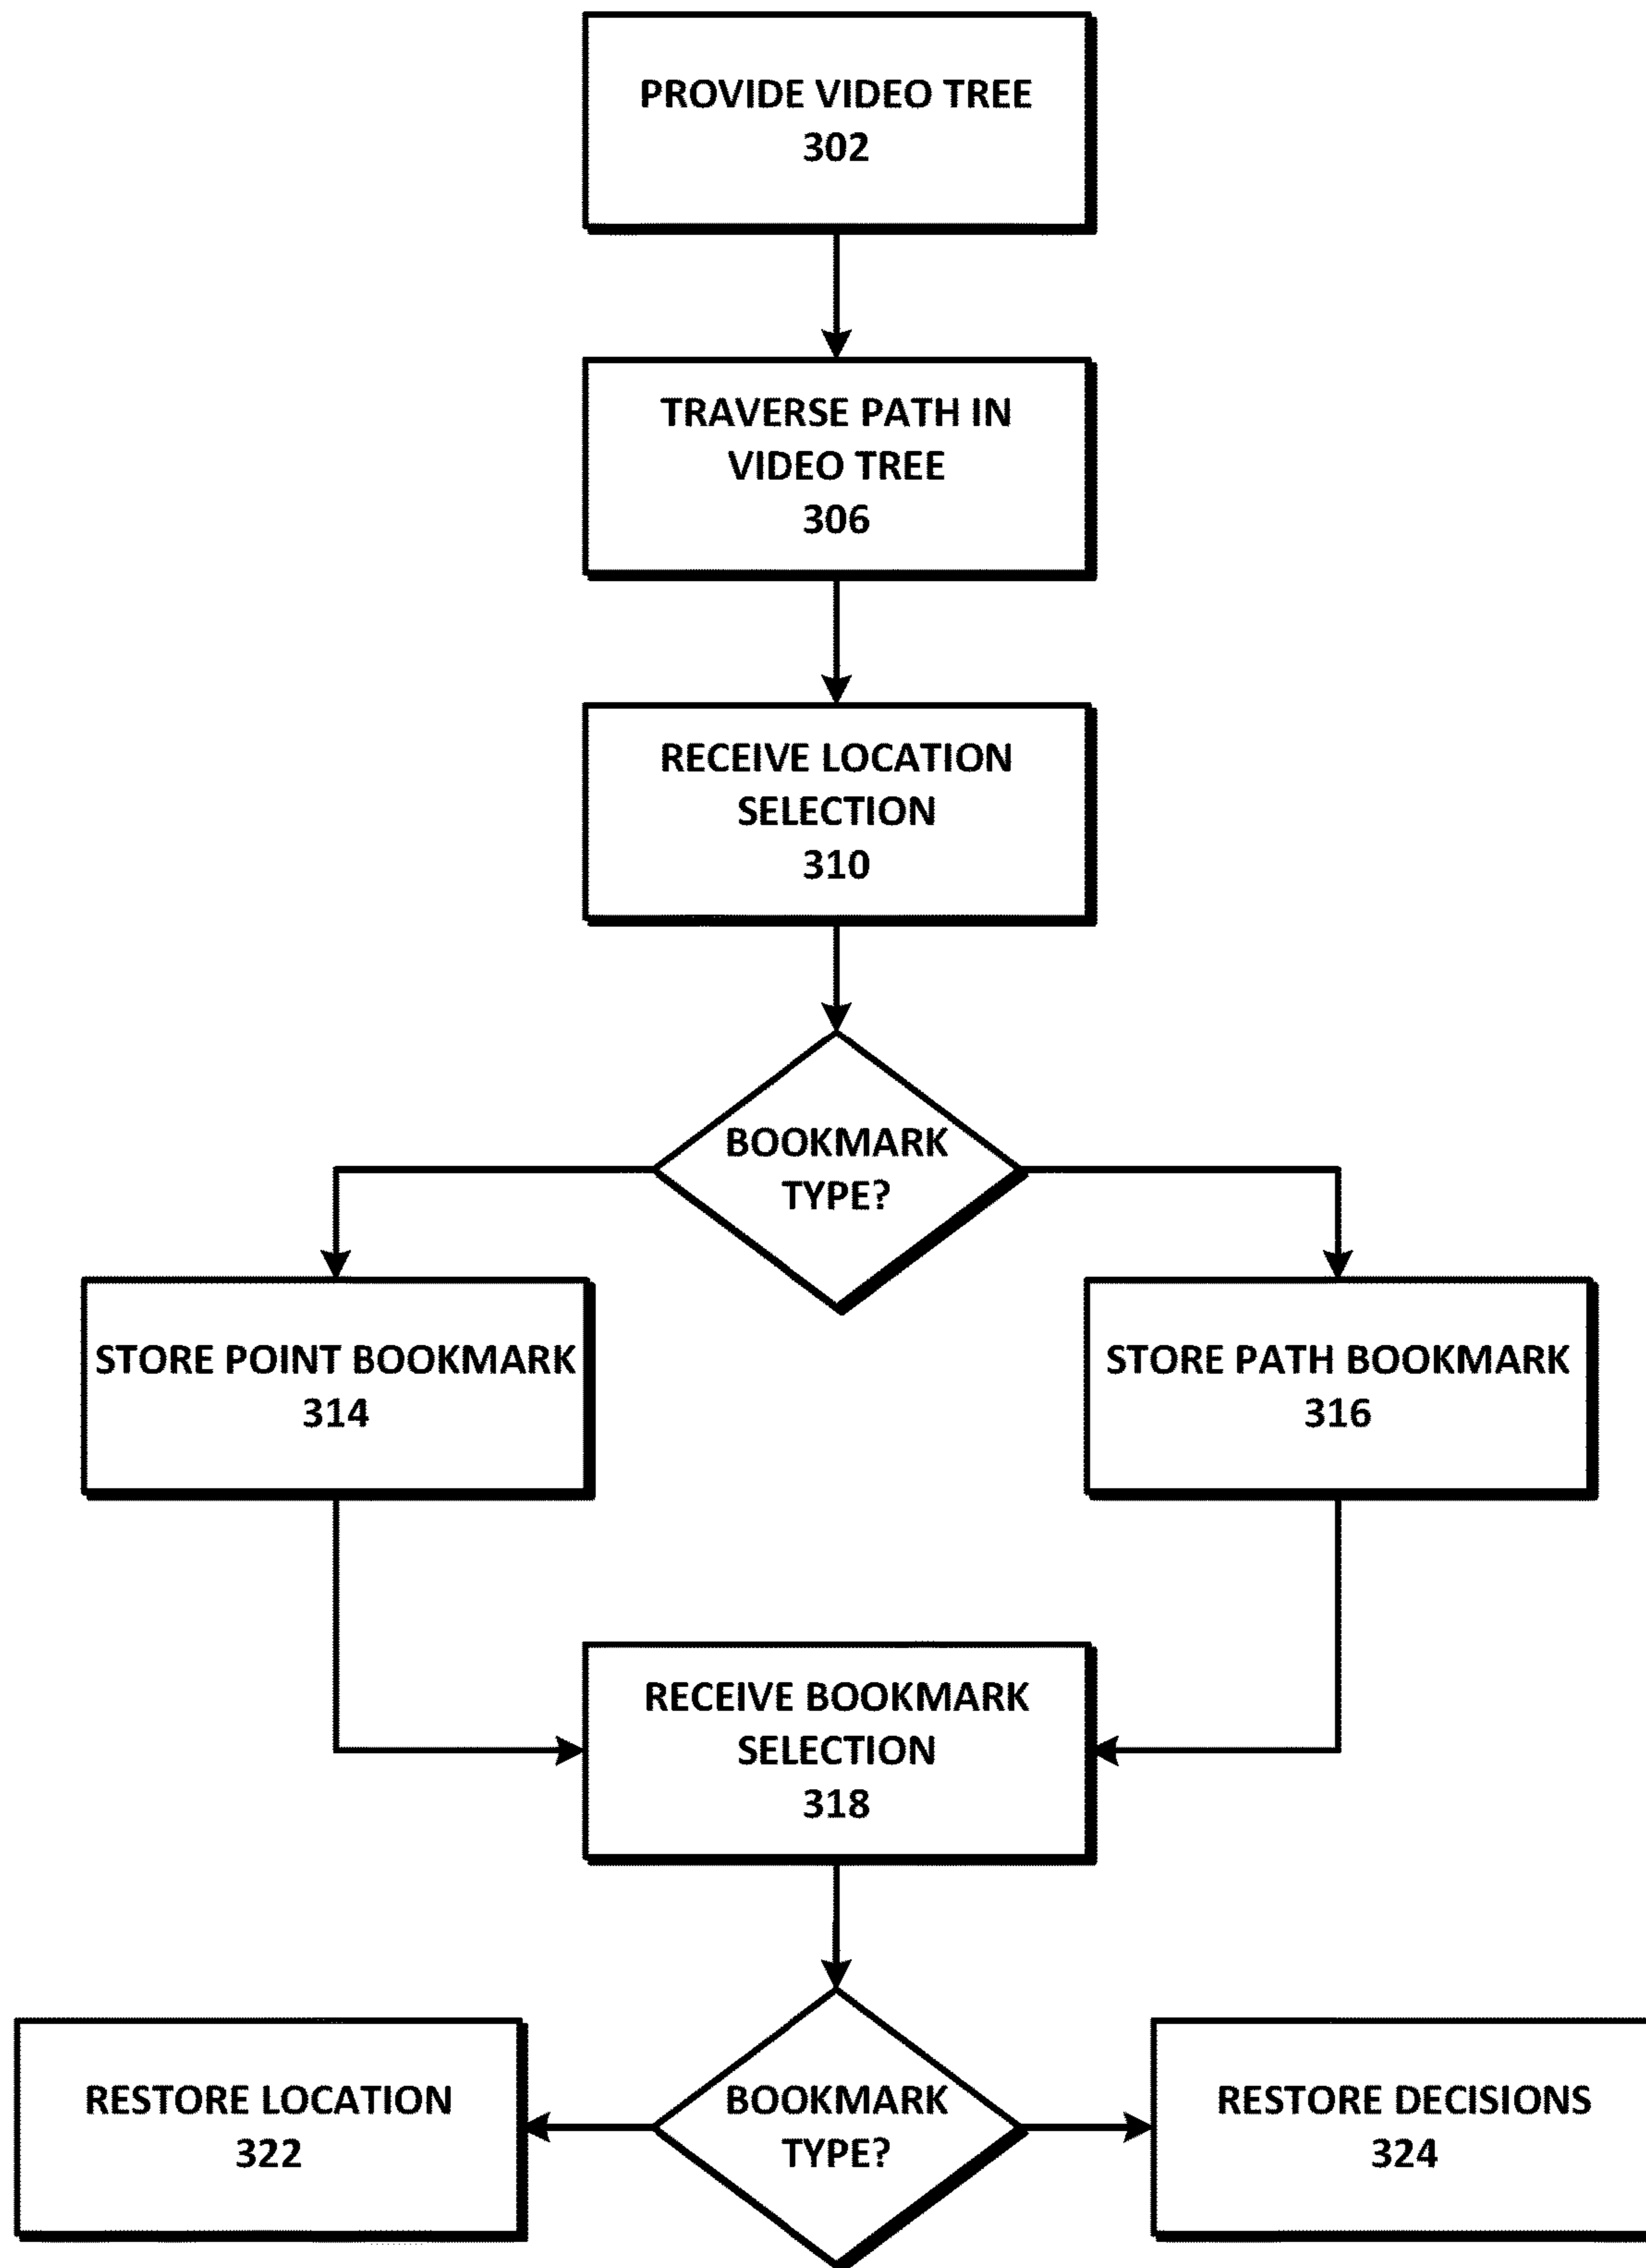 PROVIDE VIDEO TREE
302
TRAVERSE PATH IN
VIDEO TREE
306
RECEIVE LOCATION
SELECTION
310
BOOKMARK
TYPE?
STORE POINT BOOKMARK
314
STORE PATH BOOKMARK
316
RECEIVE BOOKMARK
SELECTION
318
RESTORE LOCATION
322
BOOKMARK
TYPE?
RESTORE DECISIONS
324